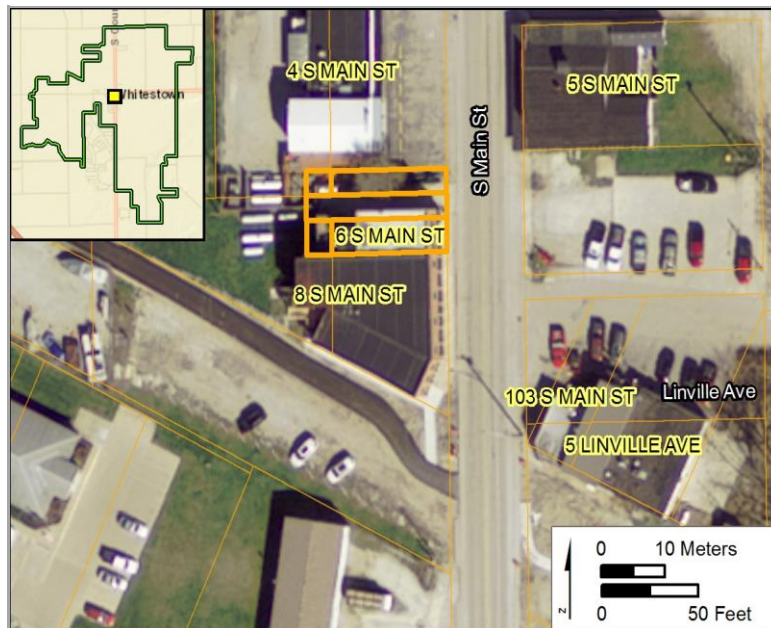 S Cou
Whitestown
4 S MAIN ST
5 S MAIN ST
S Main St
6 S MAIN ST
8 S MAIN ST
103 S MAIN ST
Linville Ave
5 LINVILLE AVE
0 10 Meters
0 50 Feet
z